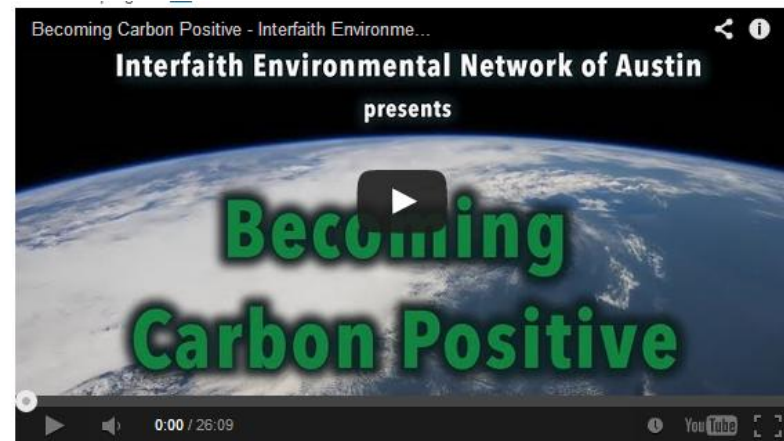 Becoming Carbon Positive - Interfaith Environme...
Interfaith Environmental Network of Austin
presents
Becoming
Carbon Positive
0:00 / 26:09
YouTube